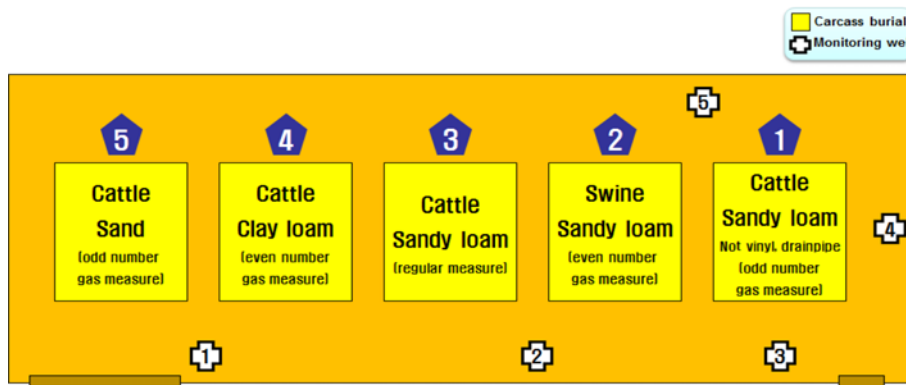 Carcass burial
Monitoring we
5
5
4
3
2
1
Cattle
Sand
(odd number
gas measure)
Cattle
Clay loam
(even number
gas measure)
Cattle
Sandy loam
(regular measure)
Swine
Sandy loam
(even number
gas measure)
Cattle
Sandy loam
Not vinyl, drainpipe
(odd number
gas measure)
4
1
2
3